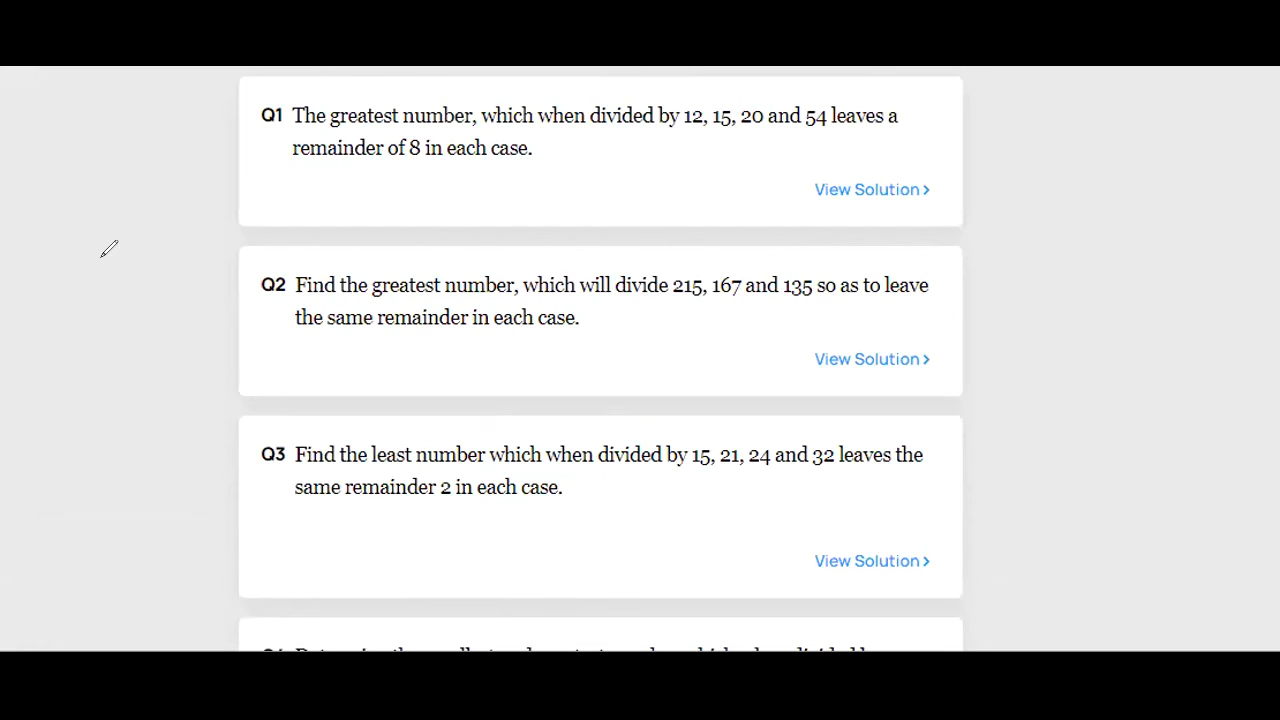 Q1 The greatest number, which when divided by 12, 15, 20 and 54 leaves a
remainder of 8 in each case.
View Solution >
Q2 Find the greatest number, which will divide 215, 167 and 135 so as to leave
the same remainder in each case.
View Solution >
Q3 Find the least number which when divided by 15, 21, 24 and 32 leaves the
same remainder 2 in each case.
View Solution >